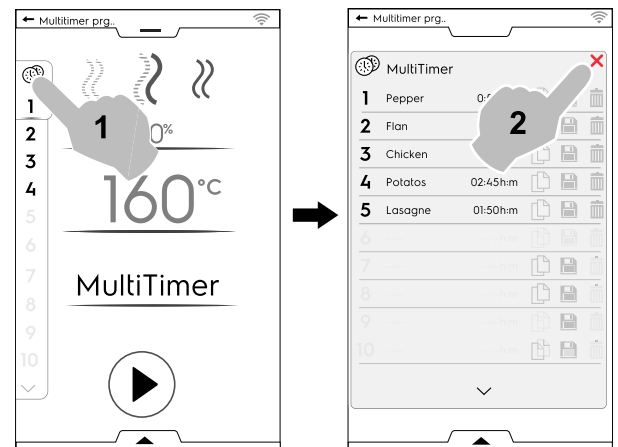 ← Multitimer prg..
1
1
2
0%
3
4
160°C
5
6
7
MultiTimer
8
9
10
← Multitimer prg..
MultiTimer
1 Pepper
2 Flan
2
3 Chicken
4 Potatos 02:45h:m
5 Lasagne 01:50h:m
6
7
8
9
10